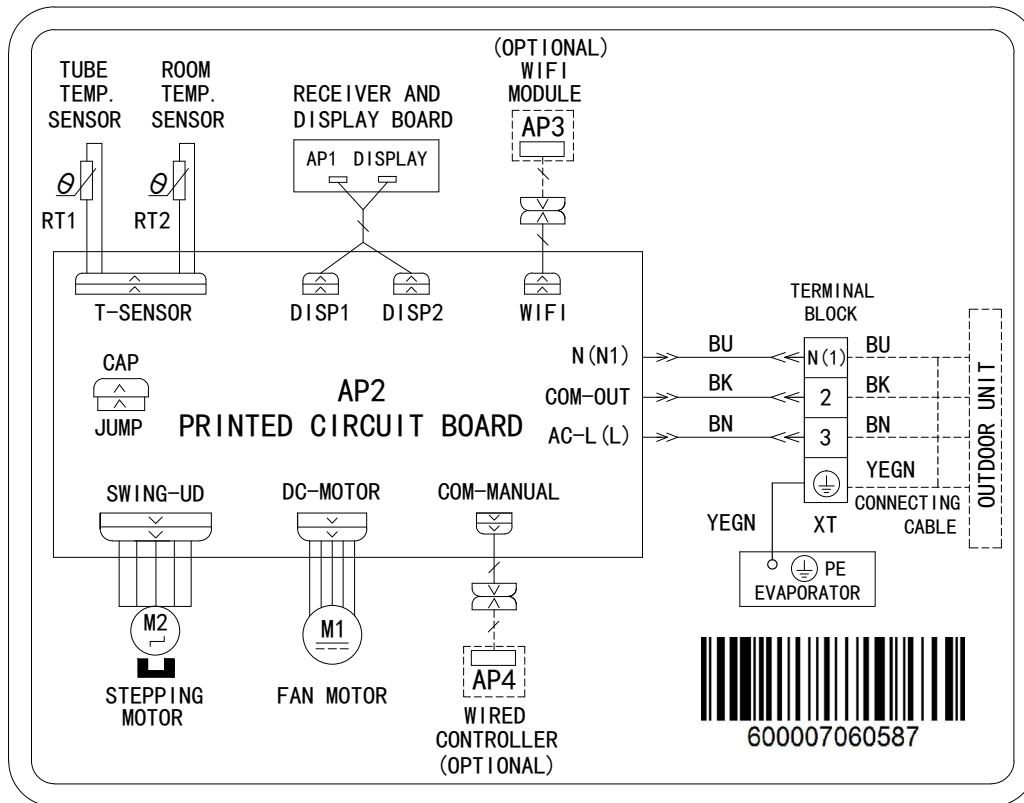 TUBE
TEMP.
SENSOR
ROOM
TEMP.
SENSOR
RECEIVER AND
DISPLAY BOARD
(OPTIONAL)
WIFI
MODULE
AP1 DISPLAY
AP3
θ
RT1
θ
RT2
T-SENSOR
DISP1
DISP2
WIFI
TERMINAL
BLOCK
N(N1)
BU
N(1)
BU
CAP
JUMP
AP2
PRINTED CIRCUIT BOARD
COM-OUT
BK
2
BK
AC-L(L)
BN
3
BN
YEGN
OUTDOOR UNIT
SWING-UD
DC-MOTOR
COM-MANUAL
YEGN
XT
CONNECTING
CABLE
PE
EVAPORATOR
M2
M1
STEPPING
MOTOR
FAN MOTOR
AP4
WIRED
CONTROLLER
(OPTIONAL)
600007060587